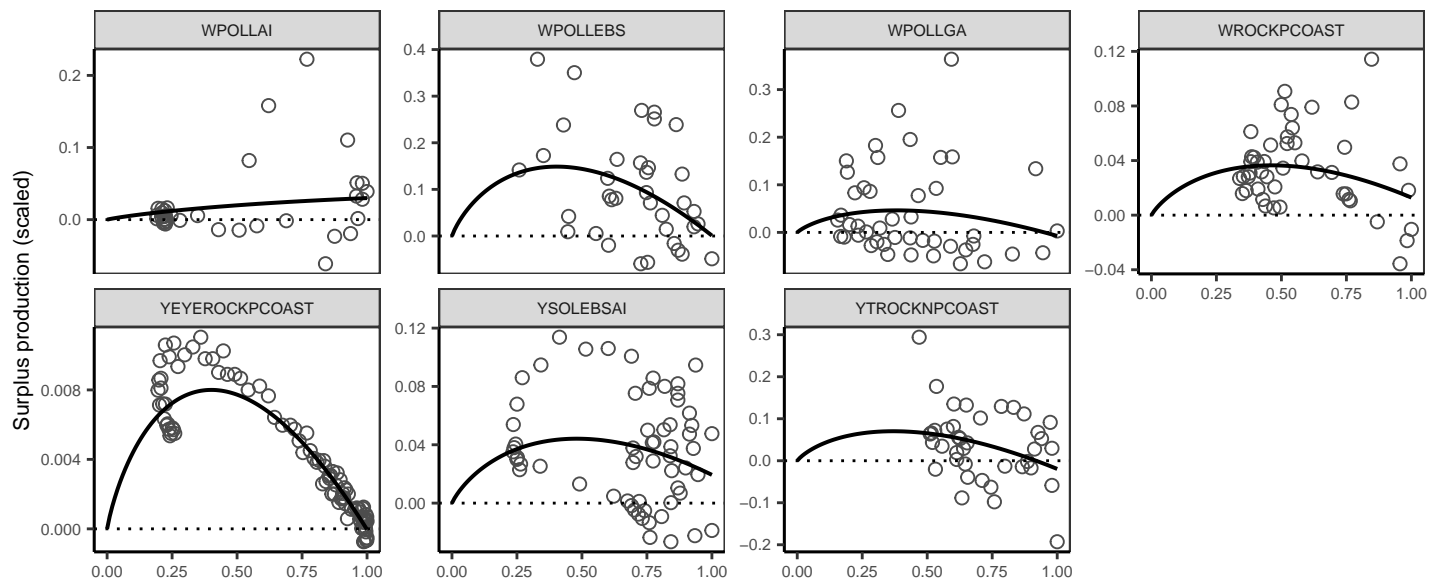 WPOLLAI WPOLLEBS WPOLLGA WROCKPCOAST
0.2 0.1 0.0
0.4 0.3 0.2 0.1 0.0
0.3 0.2 0.1 0.0
0.12 0.08 0.04 0.00 −0.04
0.00 0.25 0.50 0.75 1.00
Surplus production (scaled)
YEYEROCKPCOAST YSOLEBSAI YTROCKNPCOAST
0.008 0.004 0.000
0.12 0.08 0.04 0.00
0.3 0.2 0.1 0.0 −0.1 −0.2
0.00 0.25 0.50 0.75 1.00 0.00 0.25 0.50 0.75 1.00 0.00 0.25 0.50 0.75 1.00